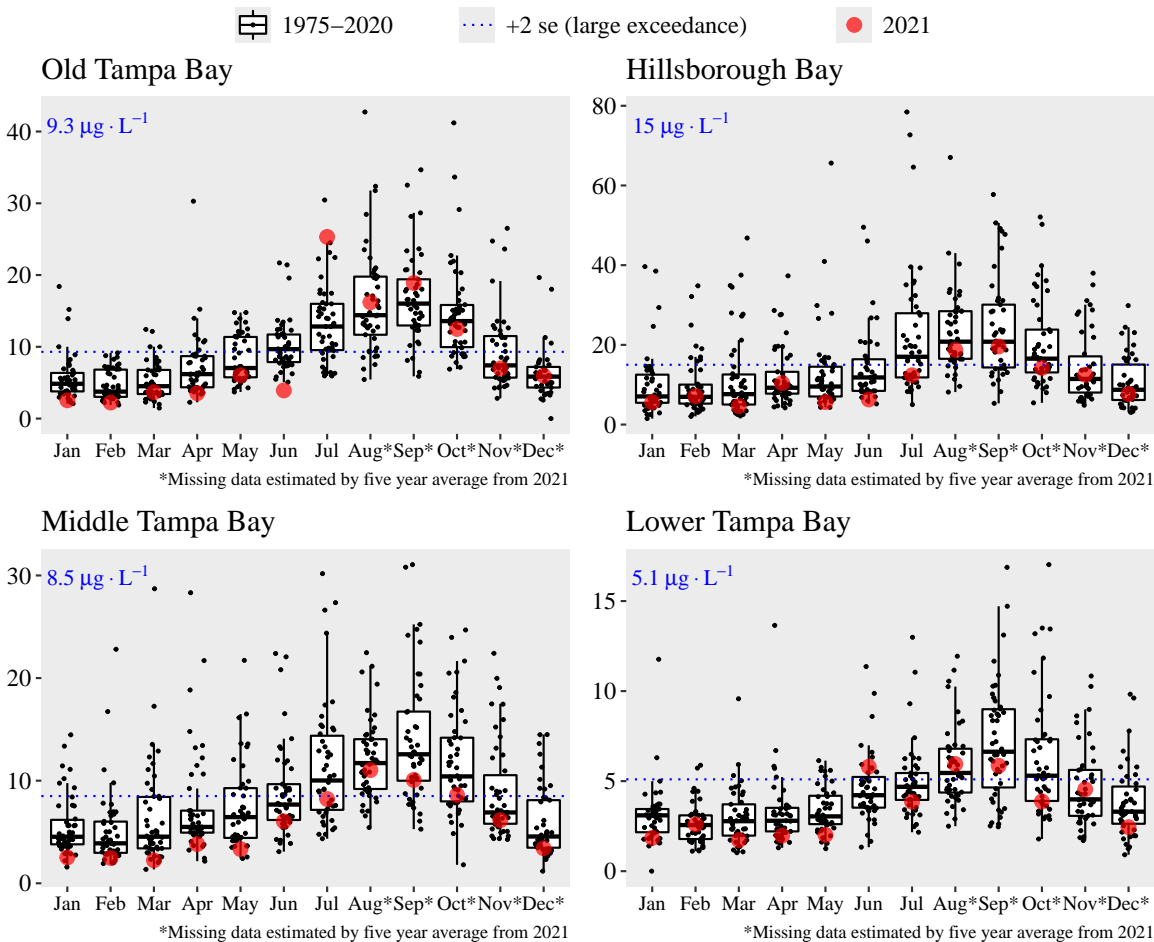 1975−2020 +2 se (large exceedance) 2021
Old Tampa Bay
9.3 μg · L⁻¹
40
30
20
10
0
Jan Feb Mar Apr May Jun Jul Aug* Sep* Oct* Nov* Dec*
*Missing data estimated by five year average from 2021
Hillsborough Bay
15 μg · L⁻¹
80
60
40
20
0
Jan Feb Mar Apr May Jun Jul Aug* Sep* Oct* Nov* Dec*
*Missing data estimated by five year average from 2021
Middle Tampa Bay
8.5 μg · L⁻¹
30
20
10
0
Jan Feb Mar Apr May Jun Jul Aug* Sep* Oct* Nov* Dec*
*Missing data estimated by five year average from 2021
Lower Tampa Bay
5.1 μg · L⁻¹
15
10
5
0
Jan Feb Mar Apr May Jun Jul Aug* Sep* Oct* Nov* Dec*
*Missing data estimated by five year average from 2021